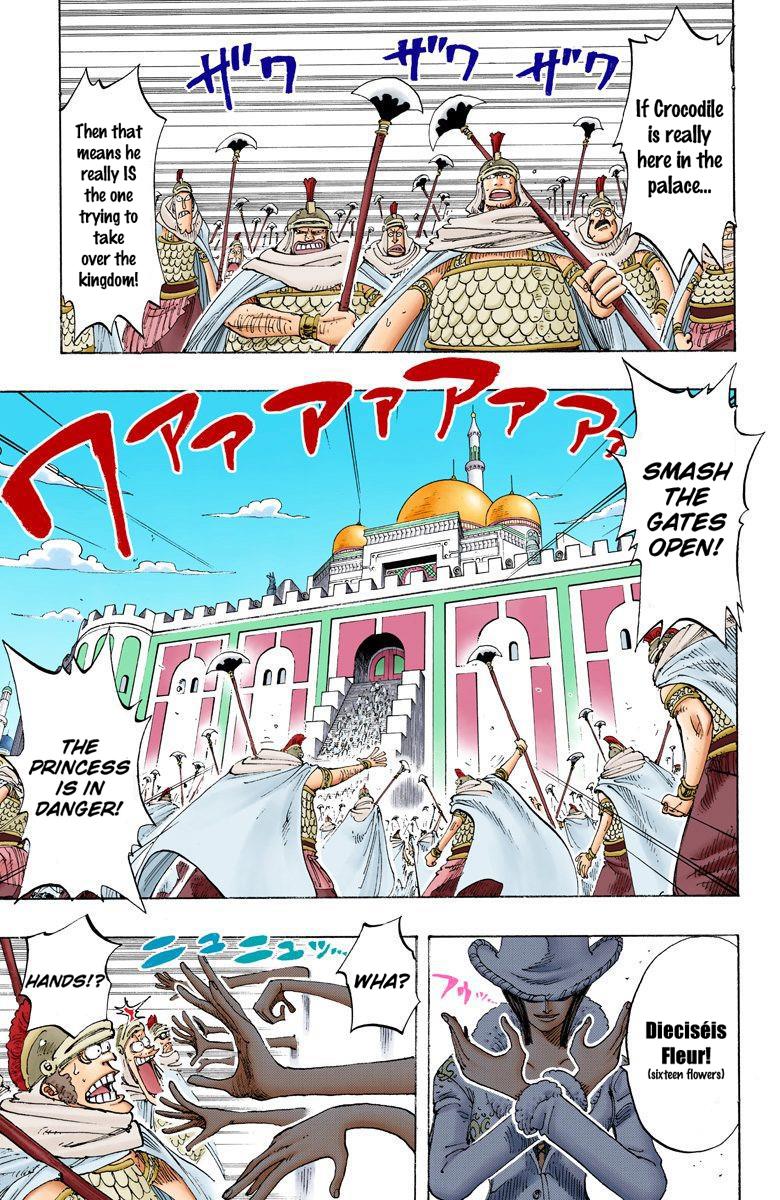 If Crocodile
is really
here in the
palace...
ザワ
ザワ
ザワ
Then that
means he
really IS
the one
trying to
take
over the
kingdom!
SMASH
THE
GATES
OPEN!
ワァァァァァァァ
THE
PRINCESS
IS IN
DANGER!
Dieciséis
Fleur!
(sixteen flowers)
フゥッ...
WHA?
ニュニュッ...
HANDS!?